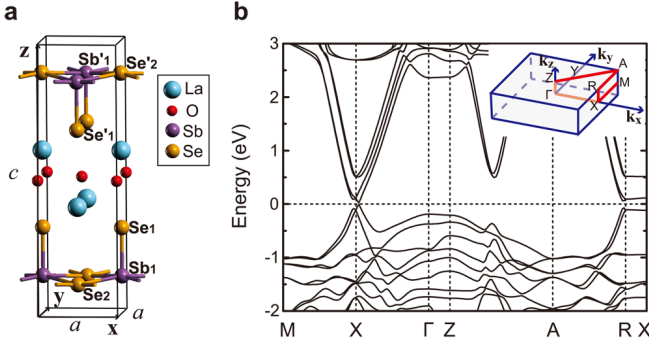 a
z
Sb'1
Se'2
Se'1
c
Se1
Sb1
Se2
y
a
x
a
La
O
Sb
Se
b
Energy (eV)
3
2
1
0
-1
-2
M X Γ Z A R X
kz
ky
kx
Z
Y
A
Γ
R
M
X